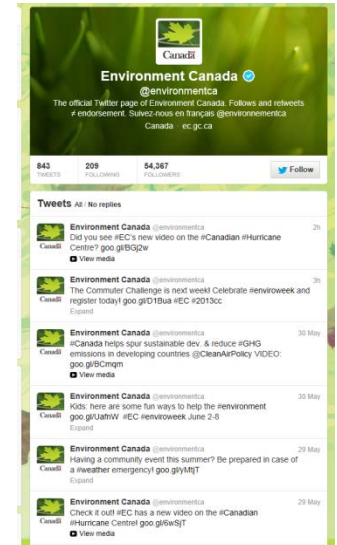 Canada
Environment Canada
@environmentca
The official Twitter page of Environment Canada. Follows and retweets
≠ endorsement. Suivez-nous en français @environnementca
Canada · ec.gc.ca
843
TWEETS
209
FOLLOWING
54,367
FOLLOWERS
Follow
Tweets All / No replies
Environment Canada @environmentca 2h
Did you see #EC's new video on the #Canadian #Hurricane
Centre? goo.gl/BGj2w
View media
Canada
Environment Canada @environmentca 3h
The Commuter Challenge is next week! Celebrate #enviroweek and
register today! goo.gl/D1Bua #EC #2013cc
Expand
Canada
Environment Canada @environmentca 30 May
#Canada helps spur sustainable dev. & reduce #GHG
emissions in developing countries @CleanAirPolicy VIDEO:
goo.gl/BCmqm
View media
Canada
Environment Canada @environmentca 30 May
Kids: here are some fun ways to help the #environment
goo.gl/UafnW #EC #enviroweek June 2-8
Expand
Canada
Environment Canada @environmentca 29 May
Having a community event this summer? Be prepared in case of
a #weather emergency! goo.gl/yMtjT
Expand
Canada
Environment Canada @environmentca 29 May
Check it out! #EC has a new video on the #Canadian
#Hurricane Centre! goo.gl/6wSjT
View media
Canada